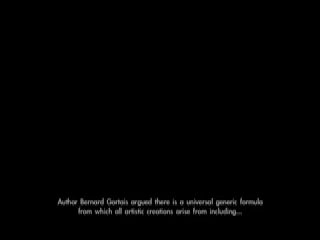 Author Bernard Gortais argued there is a universal generic formula
from which all artistic creations arise from including...